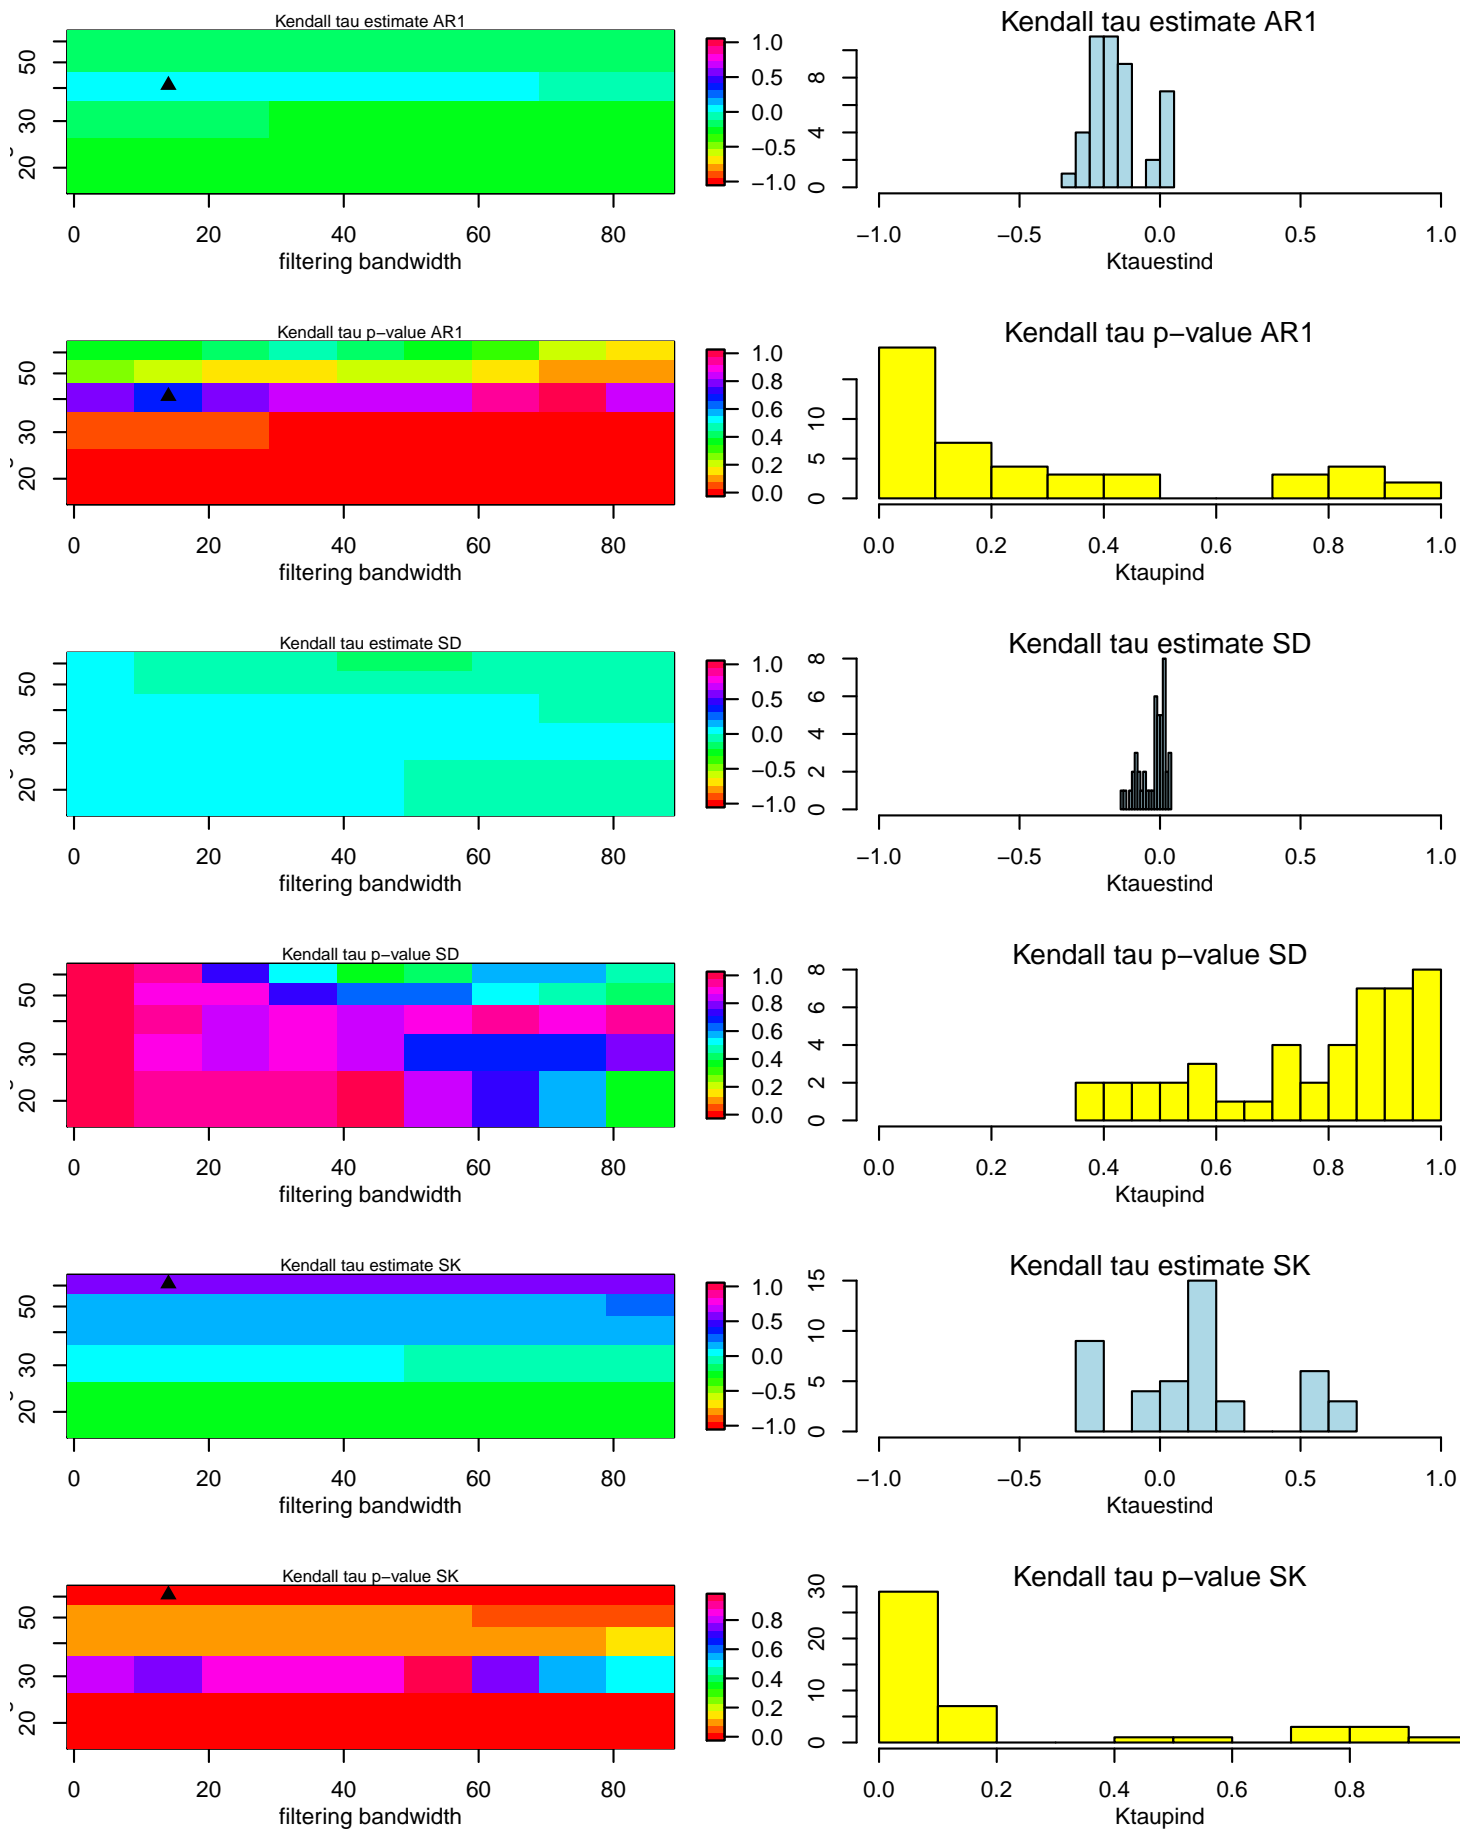 Kendall tau estimate AR1
20 30 50
0 20 40 60 80
filtering bandwidth
1.0
0.5
0.0
−0.5
−1.0
Kendall tau estimate AR1
0 4 8
−1.0 −0.5 0.0 0.5 1.0
Ktauestind
Kendall tau p−value AR1
20 30 50
0 20 40 60 80
filtering bandwidth
1.0
0.8
0.6
0.4
0.2
0.0
Kendall tau p−value AR1
0 5 10
0.0 0.2 0.4 0.6 0.8 1.0
Ktaupind
Kendall tau estimate SD
20 30 50
0 20 40 60 80
filtering bandwidth
1.0
0.5
0.0
−0.5
−1.0
Kendall tau estimate SD
0 2 4 6 8
−1.0 −0.5 0.0 0.5 1.0
Ktauestind
Kendall tau p−value SD
20 30 50
0 20 40 60 80
filtering bandwidth
1.0
0.8
0.6
0.4
0.2
0.0
Kendall tau p−value SD
0 2 4 6 8
0.0 0.2 0.4 0.6 0.8 1.0
Ktaupind
Kendall tau estimate SK
20 30 50
0 20 40 60 80
filtering bandwidth
1.0
0.5
0.0
−0.5
−1.0
Kendall tau estimate SK
0 5 10 15
−1.0 −0.5 0.0 0.5 1.0
Ktauestind
Kendall tau p−value SK
20 30 50
0 20 40 60 80
filtering bandwidth
0.8
0.6
0.4
0.2
0.0
Kendall tau p−value SK
0 10 20 30
0.0 0.2 0.4 0.6 0.8
Ktaupind